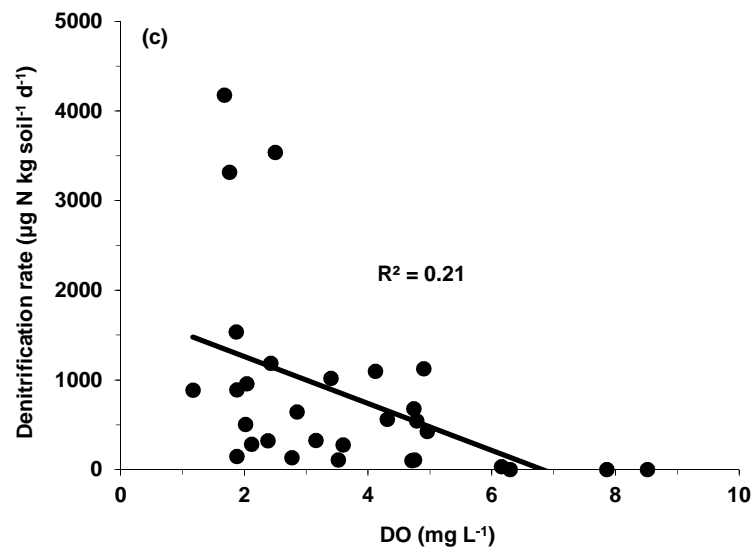 (c)
5000
4000
3000
2000
1000
0
Denitrification rate (µg N kg soil⁻¹ d⁻¹)
R² = 0.21
0 2 4 6 8 10
DO (mg L⁻¹)